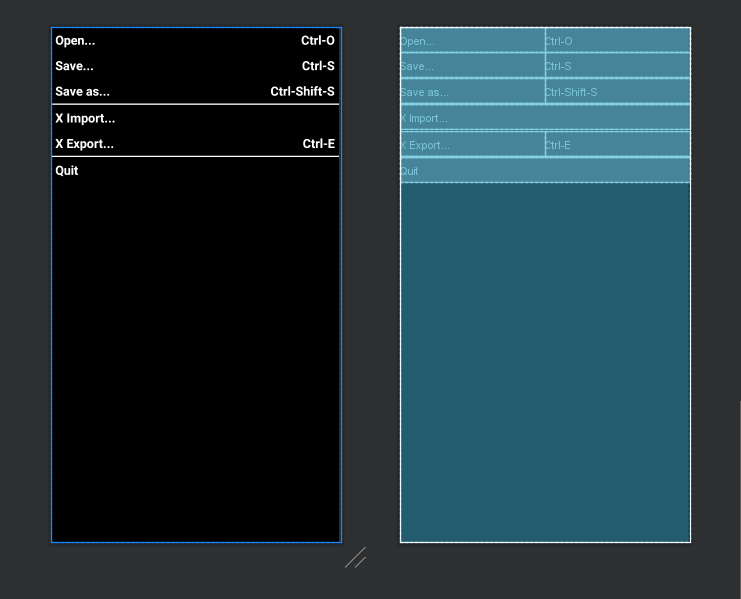 Open... Ctrl-O
Save... Ctrl-S
Save as... Ctrl-Shift-S
X Import...
X Export... Ctrl-E
Quit
Open... Ctrl-O
Save... Ctrl-S
Save as... Ctrl-Shift-S
X Import...
X Export... Ctrl-E
Quit